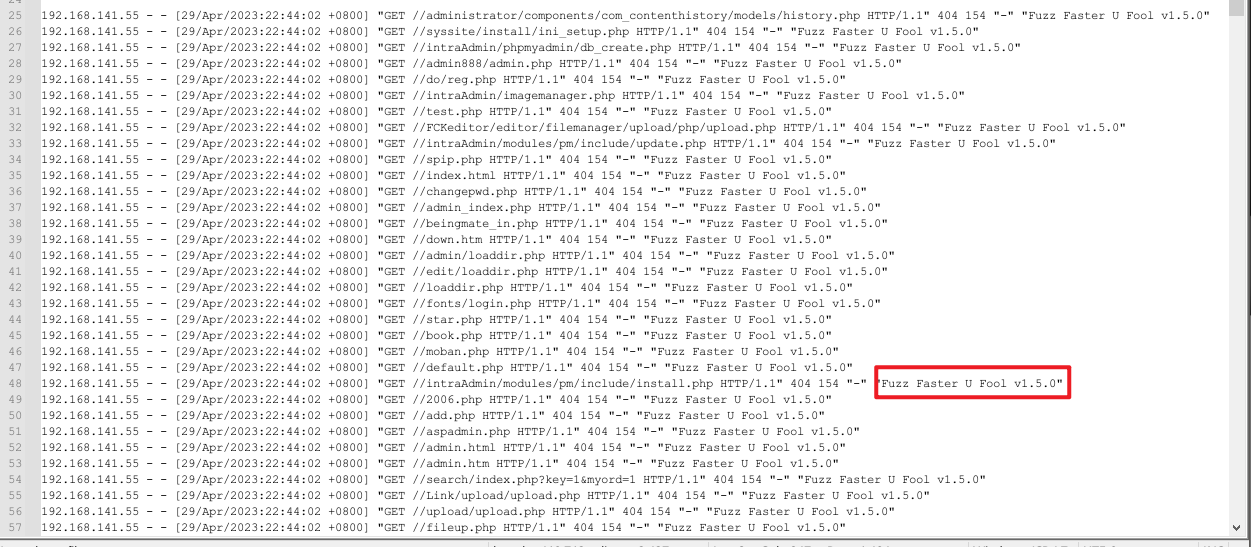 24
25 192.168.141.55 - - [29/Apr/2023:22:44:02 +0800] "GET //administrator/components/com_contenthistory/models/history.php HTTP/1.1" 404 154 "-" "Fuzz Faster U Fool v1.5.0"
26 192.168.141.55 - - [29/Apr/2023:22:44:02 +0800] "GET //syssite/install/ini_setup.php HTTP/1.1" 404 154 "-" "Fuzz Faster U Fool v1.5.0"
27 192.168.141.55 - - [29/Apr/2023:22:44:02 +0800] "GET //intraAdmin/phpmyadmin/db_create.php HTTP/1.1" 404 154 "-" "Fuzz Faster U Fool v1.5.0"
28 192.168.141.55 - - [29/Apr/2023:22:44:02 +0800] "GET //admin888/admin.php HTTP/1.1" 404 154 "-" "Fuzz Faster U Fool v1.5.0"
29 192.168.141.55 - - [29/Apr/2023:22:44:02 +0800] "GET //do/reg.php HTTP/1.1" 404 154 "-" "Fuzz Faster U Fool v1.5.0"
30 192.168.141.55 - - [29/Apr/2023:22:44:02 +0800] "GET //intraAdmin/imagemanager.php HTTP/1.1" 404 154 "-" "Fuzz Faster U Fool v1.5.0"
31 192.168.141.55 - - [29/Apr/2023:22:44:02 +0800] "GET //test.php HTTP/1.1" 404 154 "-" "Fuzz Faster U Fool v1.5.0"
32 192.168.141.55 - - [29/Apr/2023:22:44:02 +0800] "GET //FCKeditor/editor/filemanager/upload/php/upload.php HTTP/1.1" 404 154 "-" "Fuzz Faster U Fool v1.5.0"
33 192.168.141.55 - - [29/Apr/2023:22:44:02 +0800] "GET //intraAdmin/modules/pm/include/update.php HTTP/1.1" 404 154 "-" "Fuzz Faster U Fool v1.5.0"
34 192.168.141.55 - - [29/Apr/2023:22:44:02 +0800] "GET //spip.php HTTP/1.1" 404 154 "-" "Fuzz Faster U Fool v1.5.0"
35 192.168.141.55 - - [29/Apr/2023:22:44:02 +0800] "GET //index.html HTTP/1.1" 404 154 "-" "Fuzz Faster U Fool v1.5.0"
36 192.168.141.55 - - [29/Apr/2023:22:44:02 +0800] "GET //changepwd.php HTTP/1.1" 404 154 "-" "Fuzz Faster U Fool v1.5.0"
37 192.168.141.55 - - [29/Apr/2023:22:44:02 +0800] "GET //admin_index.php HTTP/1.1" 404 154 "-" "Fuzz Faster U Fool v1.5.0"
38 192.168.141.55 - - [29/Apr/2023:22:44:02 +0800] "GET //beingmate_in.php HTTP/1.1" 404 154 "-" "Fuzz Faster U Fool v1.5.0"
39 192.168.141.55 - - [29/Apr/2023:22:44:02 +0800] "GET //down.htm HTTP/1.1" 404 154 "-" "Fuzz Faster U Fool v1.5.0"
40 192.168.141.55 - - [29/Apr/2023:22:44:02 +0800] "GET //admin/loaddir.php HTTP/1.1" 404 154 "-" "Fuzz Faster U Fool v1.5.0"
41 192.168.141.55 - - [29/Apr/2023:22:44:02 +0800] "GET //edit/loaddir.php HTTP/1.1" 404 154 "-" "Fuzz Faster U Fool v1.5.0"
42 192.168.141.55 - - [29/Apr/2023:22:44:02 +0800] "GET //loaddir.php HTTP/1.1" 404 154 "-" "Fuzz Faster U Fool v1.5.0"
43 192.168.141.55 - - [29/Apr/2023:22:44:02 +0800] "GET //fonts/login.php HTTP/1.1" 404 154 "-" "Fuzz Faster U Fool v1.5.0"
44 192.168.141.55 - - [29/Apr/2023:22:44:02 +0800] "GET //star.php HTTP/1.1" 404 154 "-" "Fuzz Faster U Fool v1.5.0"
45 192.168.141.55 - - [29/Apr/2023:22:44:02 +0800] "GET //book.php HTTP/1.1" 404 154 "-" "Fuzz Faster U Fool v1.5.0"
46 192.168.141.55 - - [29/Apr/2023:22:44:02 +0800] "GET //moban.php HTTP/1.1" 404 154 "-" "Fuzz Faster U Fool v1.5.0"
47 192.168.141.55 - - [29/Apr/2023:22:44:02 +0800] "GET //default.php HTTP/1.1" 404 154 "-" "Fuzz Faster U Fool v1.5.0"
48 192.168.141.55 - - [29/Apr/2023:22:44:02 +0800] "GET //intraAdmin/modules/pm/include/install.php HTTP/1.1" 404 154 "-" "Fuzz Faster U Fool v1.5.0"
49 192.168.141.55 - - [29/Apr/2023:22:44:02 +0800] "GET //2006.php HTTP/1.1" 404 154 "-" "Fuzz Faster U Fool v1.5.0"
50 192.168.141.55 - - [29/Apr/2023:22:44:02 +0800] "GET //add.php HTTP/1.1" 404 154 "-" "Fuzz Faster U Fool v1.5.0"
51 192.168.141.55 - - [29/Apr/2023:22:44:02 +0800] "GET //aspadmin.php HTTP/1.1" 404 154 "-" "Fuzz Faster U Fool v1.5.0"
52 192.168.141.55 - - [29/Apr/2023:22:44:02 +0800] "GET //admin.html HTTP/1.1" 404 154 "-" "Fuzz Faster U Fool v1.5.0"
53 192.168.141.55 - - [29/Apr/2023:22:44:02 +0800] "GET //admin.htm HTTP/1.1" 404 154 "-" "Fuzz Faster U Fool v1.5.0"
54 192.168.141.55 - - [29/Apr/2023:22:44:02 +0800] "GET //search/index.php?key=1&myord=1 HTTP/1.1" 404 154 "-" "Fuzz Faster U Fool v1.5.0"
55 192.168.141.55 - - [29/Apr/2023:22:44:02 +0800] "GET //Link/upload/upload.php HTTP/1.1" 404 154 "-" "Fuzz Faster U Fool v1.5.0"
56 192.168.141.55 - - [29/Apr/2023:22:44:02 +0800] "GET //upload/upload.php HTTP/1.1" 404 154 "-" "Fuzz Faster U Fool v1.5.0"
57 192.168.141.55 - - [29/Apr/2023:22:44:02 +0800] "GET //fileup.php HTTP/1.1" 404 154 "-" "Fuzz Faster U Fool v1.5.0"